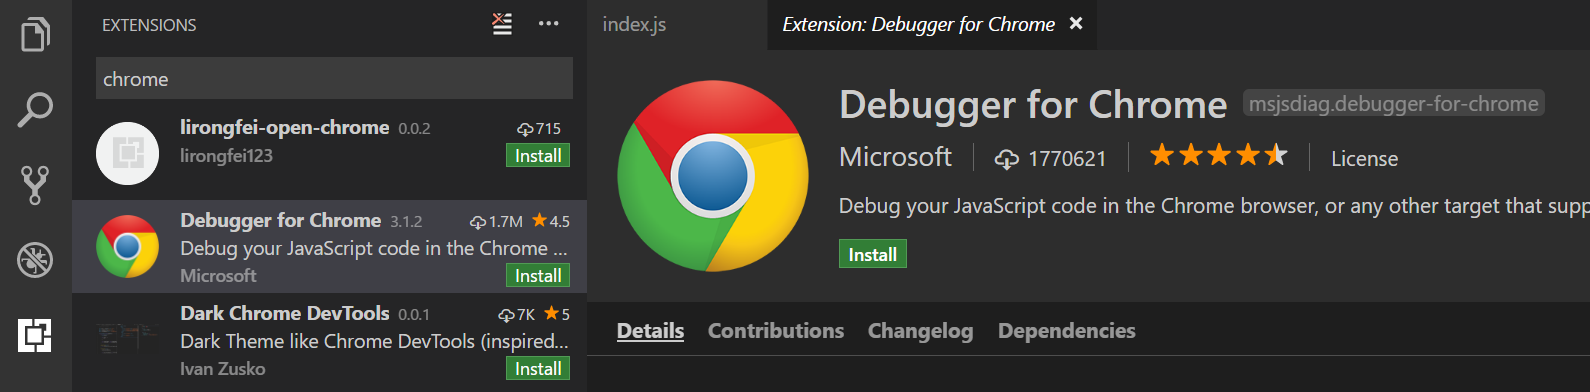 EXTENSIONS
chrome
lirongfei-open-chrome 0.0.2 715
lirongfei123 Install
Debugger for Chrome 3.1.2 1.7M 4.5
Debug your JavaScript code in the Chrome ...
Microsoft Install
Dark Chrome DevTools 0.0.1 7K 5
Dark Theme like Chrome DevTools (inspired...
Ivan Zusko Install
index.js Extension: Debugger for Chrome
Debugger for Chrome msjsdiag.debugger-for-chrome
Microsoft 1770621 License
Debug your JavaScript code in the Chrome browser, or any other target that supp
Install
Details Contributions Changelog Dependencies